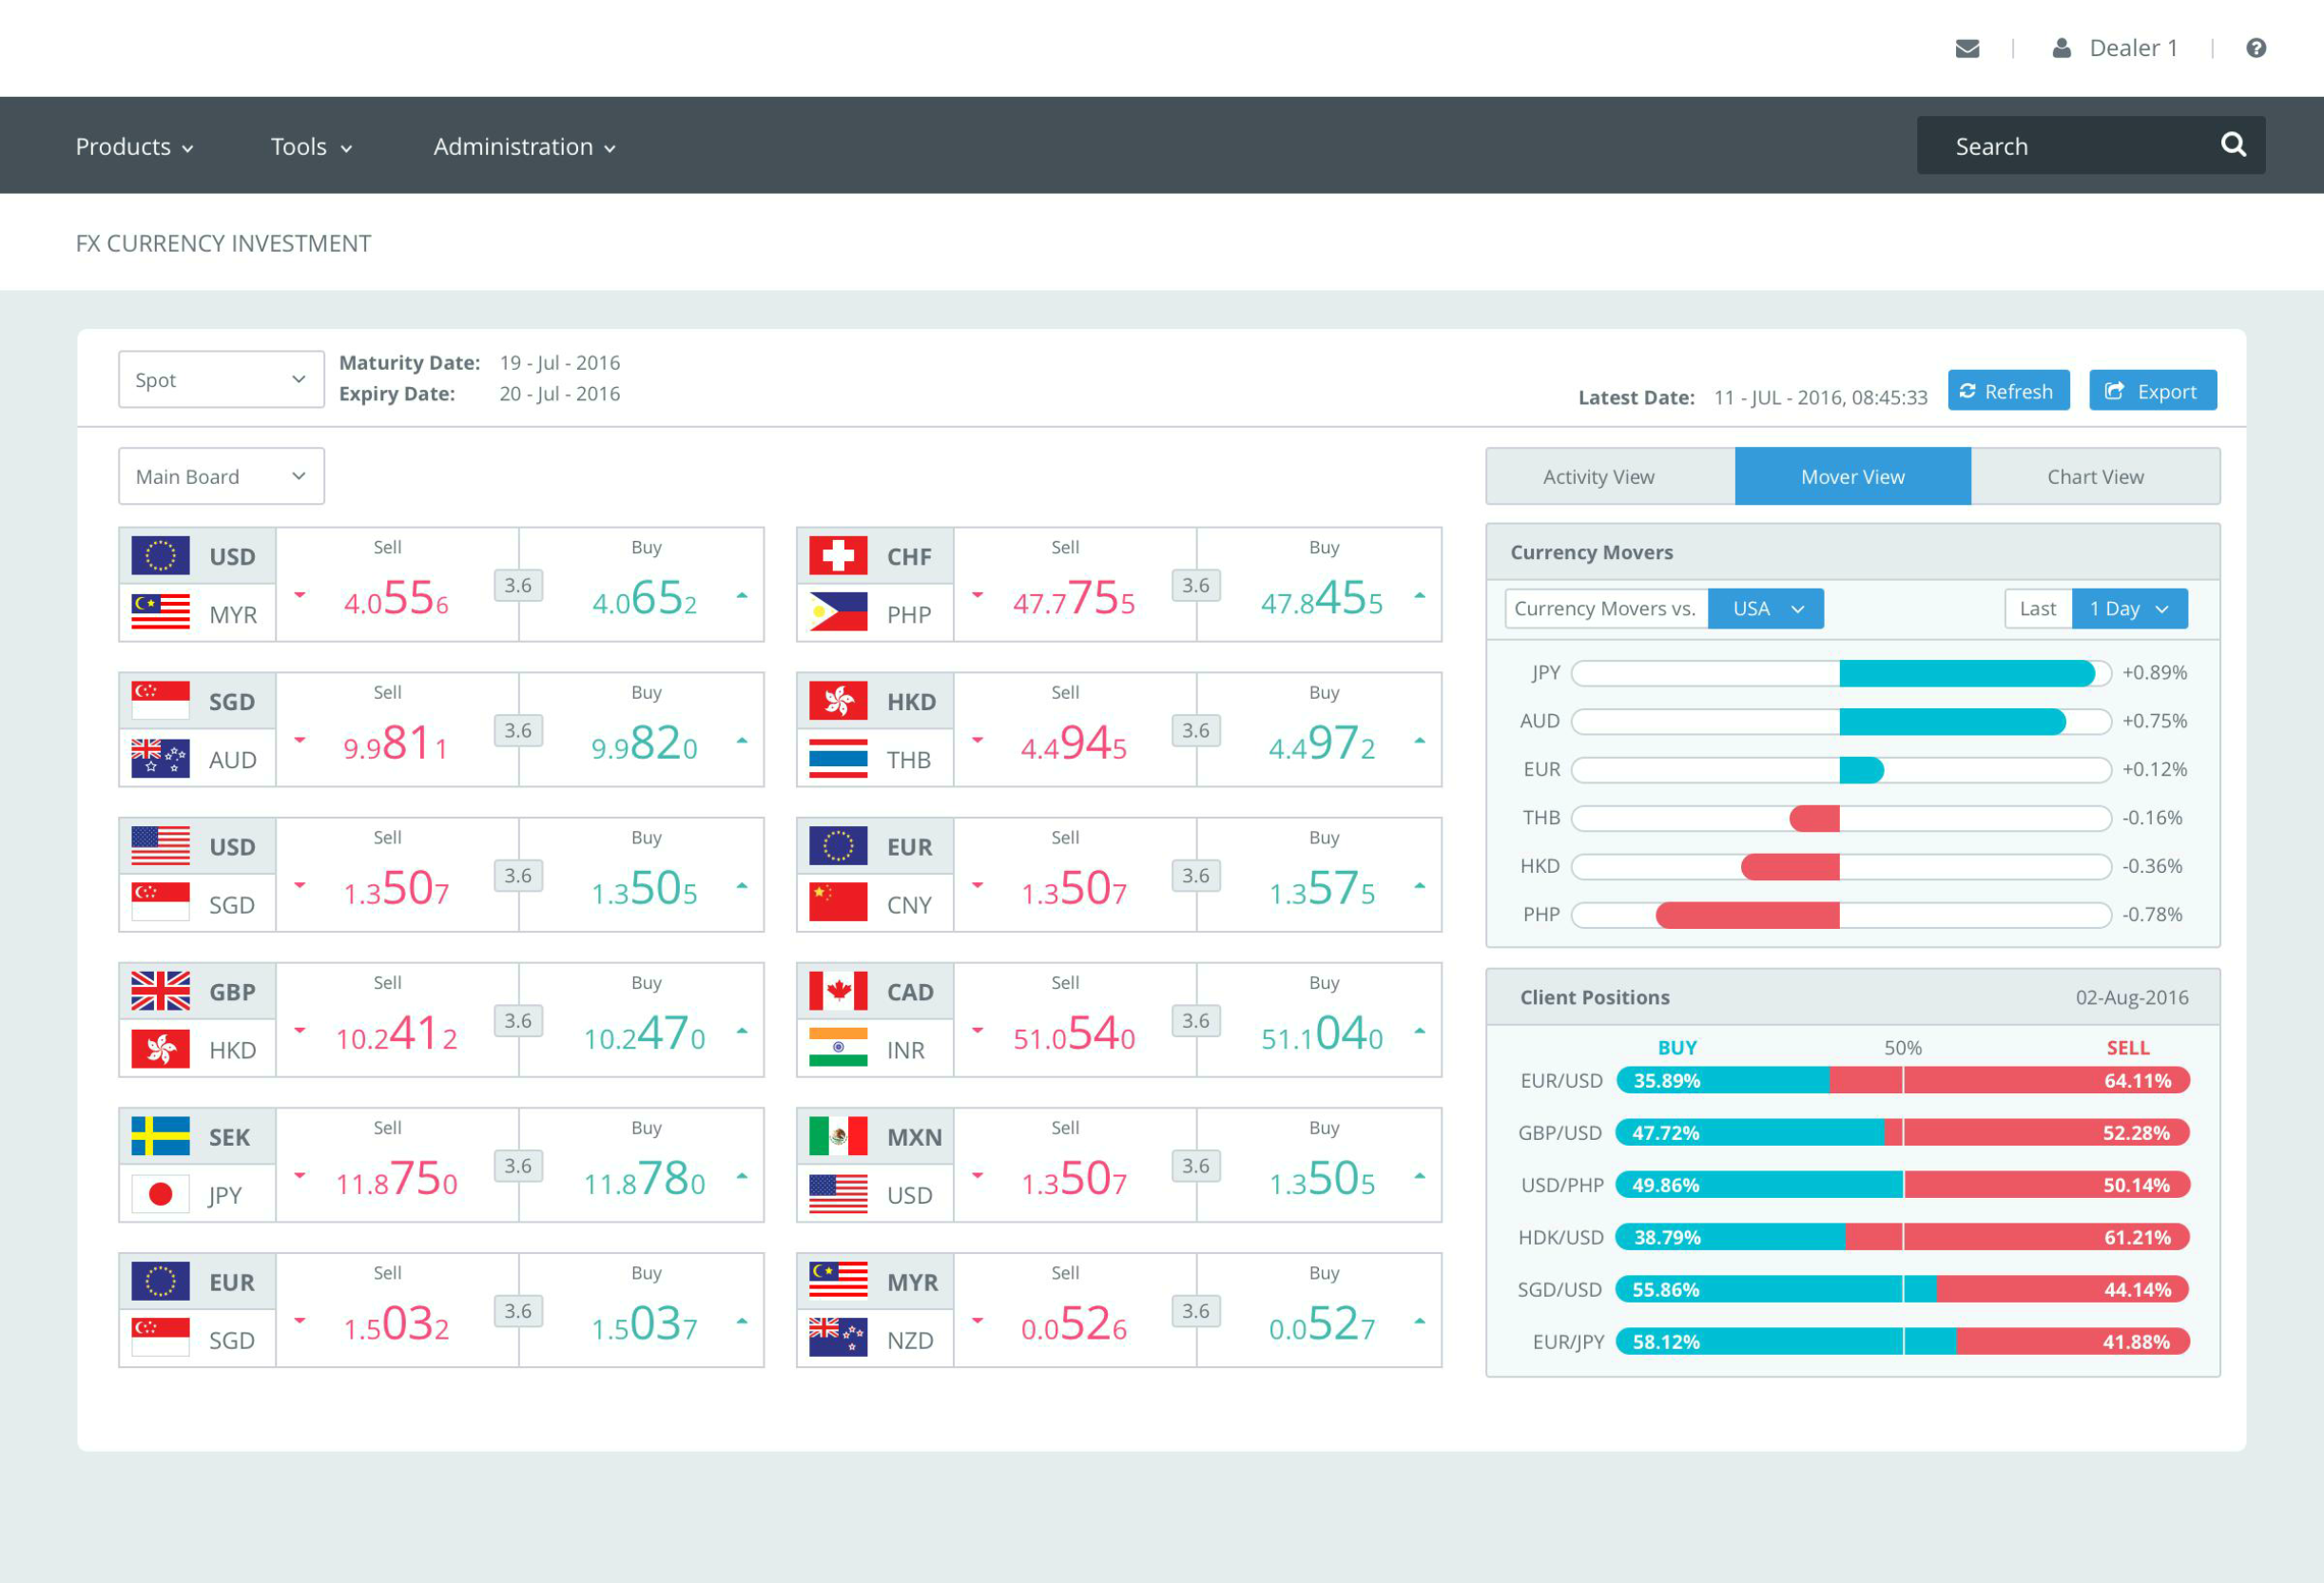 Dealer 1
Products
Tools
Administration
Search
FX CURRENCY INVESTMENT
Spot
Maturity Date: 19 - Jul - 2016
Expiry Date: 20 - Jul - 2016
Latest Date: 11 - JUL - 2016, 08:45:33
Refresh
Export
Main Board
USD
MYR
Sell
4.0556
3.6
Buy
4.0652
CHF
PHP
Sell
47.7755
3.6
Buy
47.8455
SGD
AUD
Sell
9.9811
3.6
Buy
9.9820
HKD
THB
Sell
4.4945
3.6
Buy
4.4972
USD
SGD
Sell
1.3507
3.6
Buy
1.3505
EUR
CNY
Sell
1.3507
3.6
Buy
1.3575
GBP
HKD
Sell
10.2412
3.6
Buy
10.2470
CAD
INR
Sell
51.0540
3.6
Buy
51.1040
SEK
JPY
Sell
11.8750
3.6
Buy
11.8780
MXN
USD
Sell
1.3507
3.6
Buy
1.3505
EUR
SGD
Sell
1.5032
3.6
Buy
1.5037
MYR
NZD
Sell
0.0526
3.6
Buy
0.0527
Activity View
Mover View
Chart View
Currency Movers
Currency Movers vs. USA
Last 1 Day
JPY +0.89%
AUD +0.75%
EUR +0.12%
THB -0.16%
HKD -0.36%
PHP -0.78%
Client Positions 02-Aug-2016
BUY 50% SELL
EUR/USD 35.89% 64.11%
GBP/USD 47.72% 52.28%
USD/PHP 49.86% 50.14%
HDK/USD 38.79% 61.21%
SGD/USD 55.86% 44.14%
EUR/JPY 58.12% 41.88%